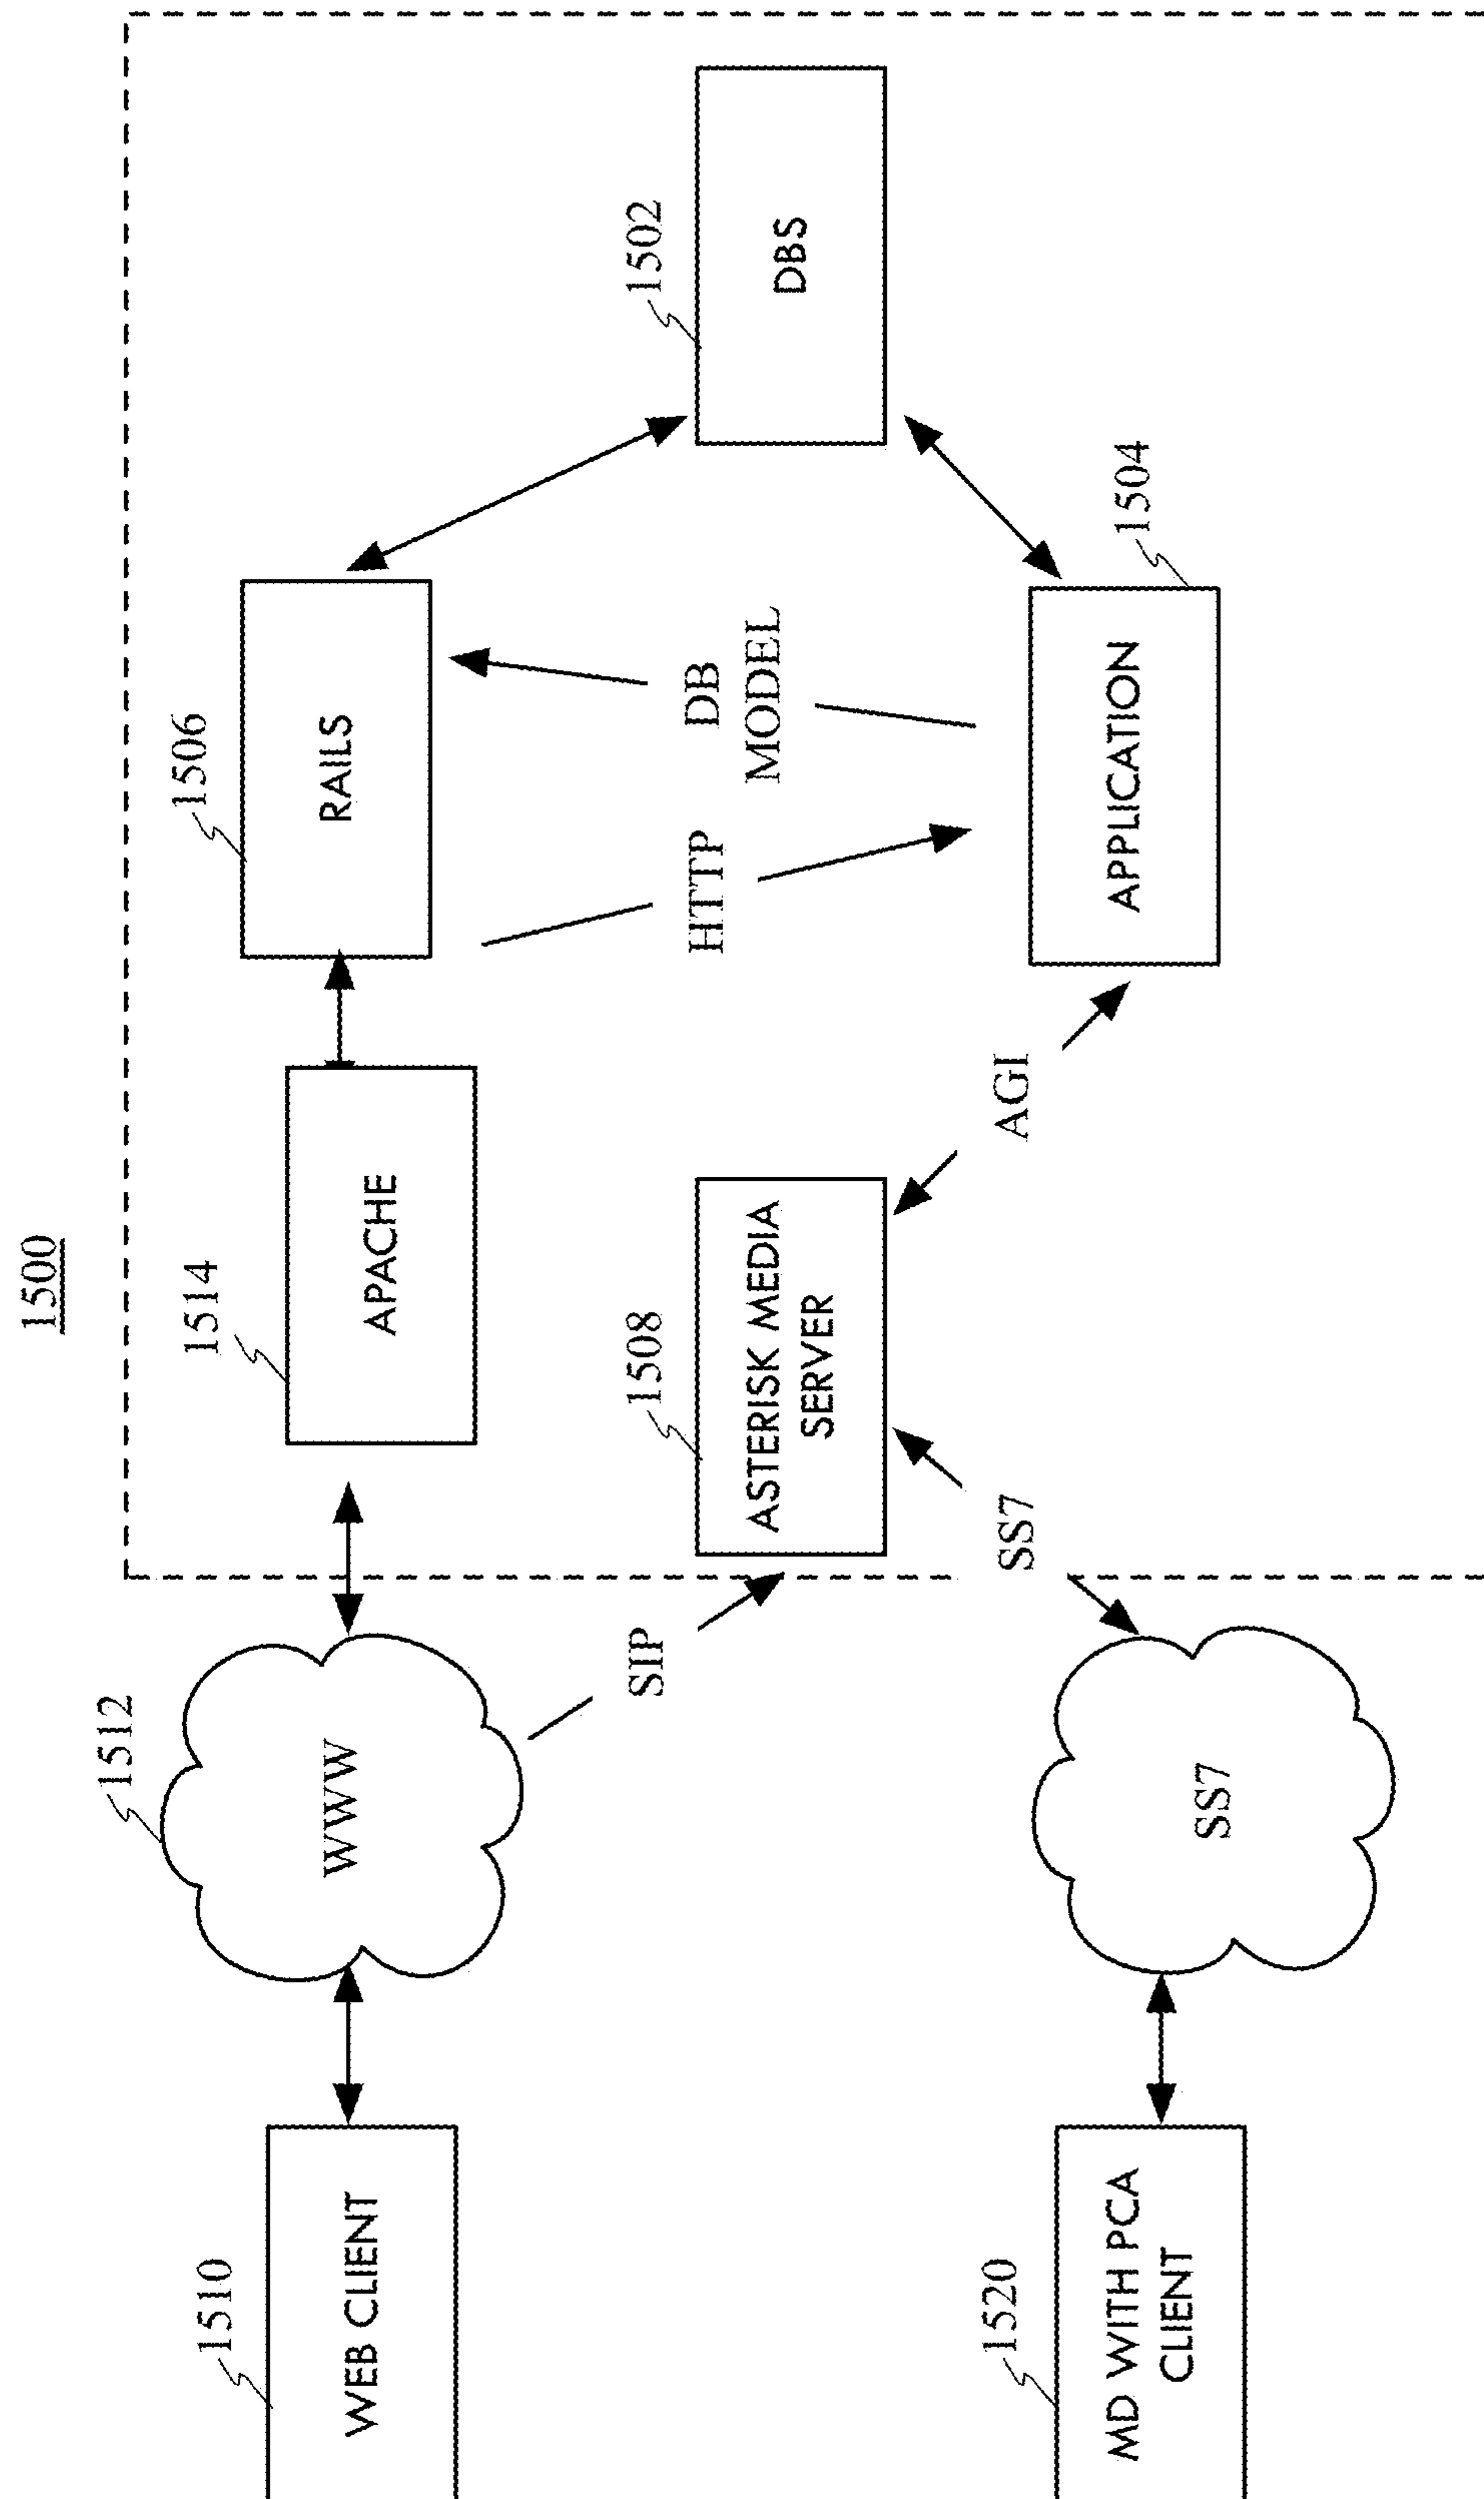 1500
1510
WEB CLIENT
1512
WWW
1514
APACHE
1506
RAILS
SIP
1508
ASTERISK MEDIA
SERVER
HTTP
DB
MODEL
1502
DBS
SS7
AGI
1520
MD WITH PCA
CLIENT
SS7
1504
APPLICATION